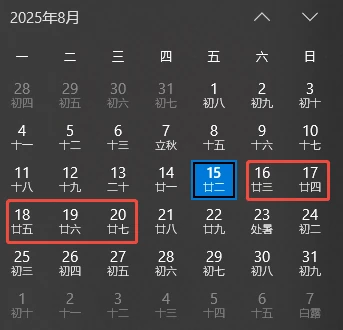 2025年8月
一 二 三 四 五 六 日
28 29 30 31 1 2 3
初四 初五 初六 初七 初八 初九 初十
4 5 6 7 8 9 10
十一 十二 十三 立秋 十五 十六 十七
11 12 13 14 15 16 17
十八 十九 二十 廿一 廿二 廿三 廿四
18 19 20 21 22 23 24
廿五 廿六 廿七 廿八 廿九 处暑 初二
25 26 27 28 29 30 31
初三 初四 初五 初六 初七 初八 初九
1 2 3 4 5 6 7
初十 十一 十二 十三 十四 十五 白露